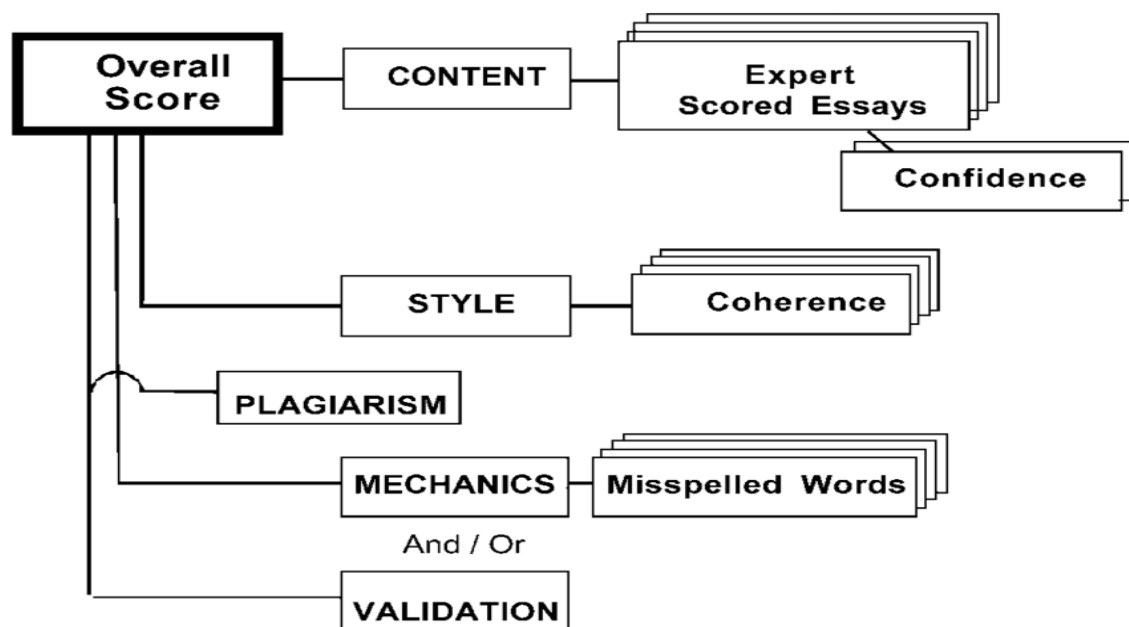 Overall
Score
CONTENT
Expert
Scored Essays
Confidence
STYLE
Coherence
PLAGIARISM
MECHANICS
Misspelled Words
And / Or
VALIDATION